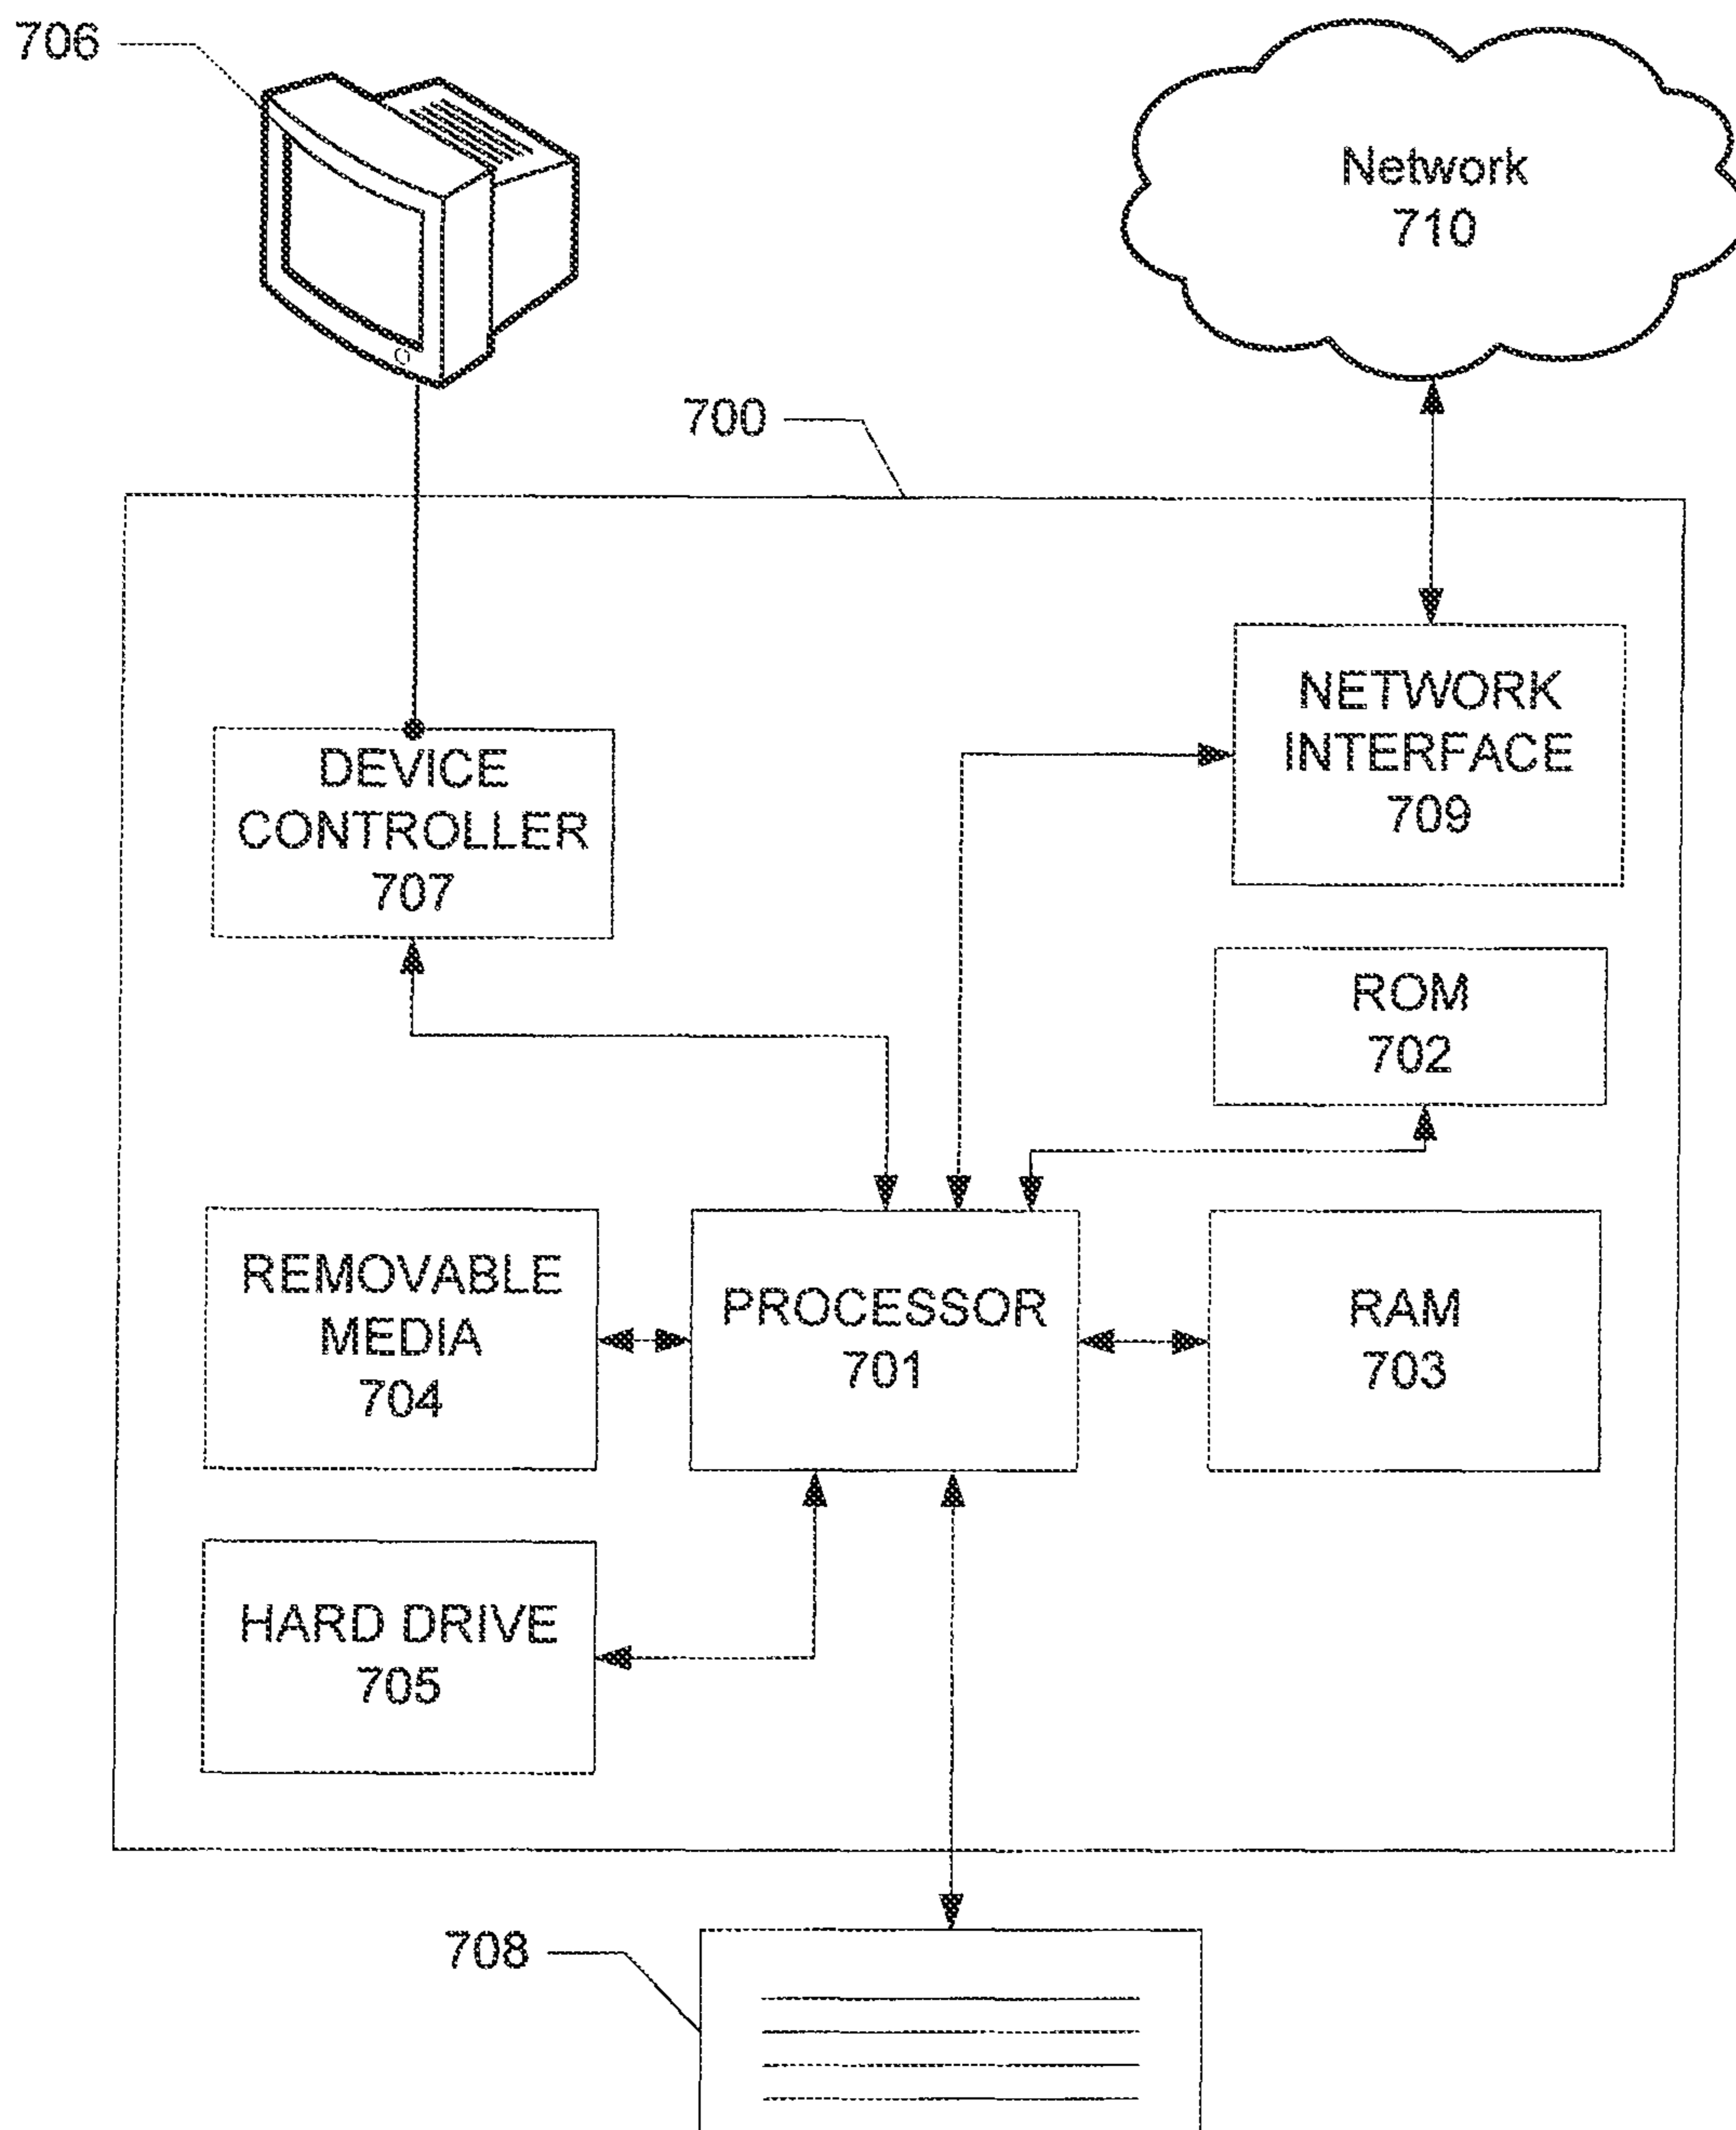 706
Network
710
700
NETWORK
INTERFACE
709
DEVICE
CONTROLLER
707
ROM
702
REMOVABLE
MEDIA
704
PROCESSOR
701
RAM
703
HARD DRIVE
705
708